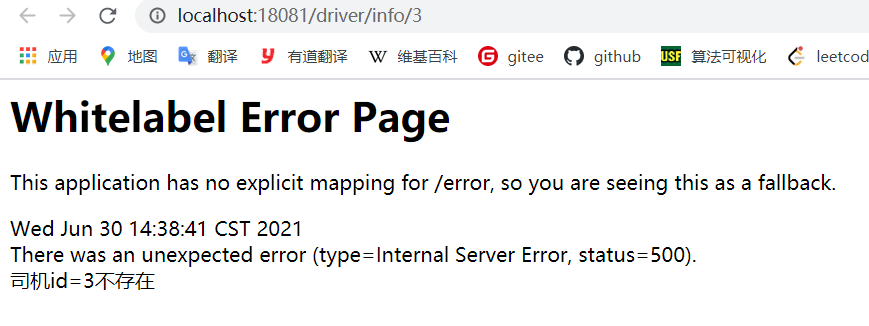 localhost:18081/driver/info/3
应用 地图 翻译 有道翻译 W 维基百科 gitee github USF 算法可视化 leetcod
Whitelabel Error Page
This application has no explicit mapping for /error, so you are seeing this as a fallback.
Wed Jun 30 14:38:41 CST 2021
There was an unexpected error (type=Internal Server Error, status=500).
司机id=3不存在